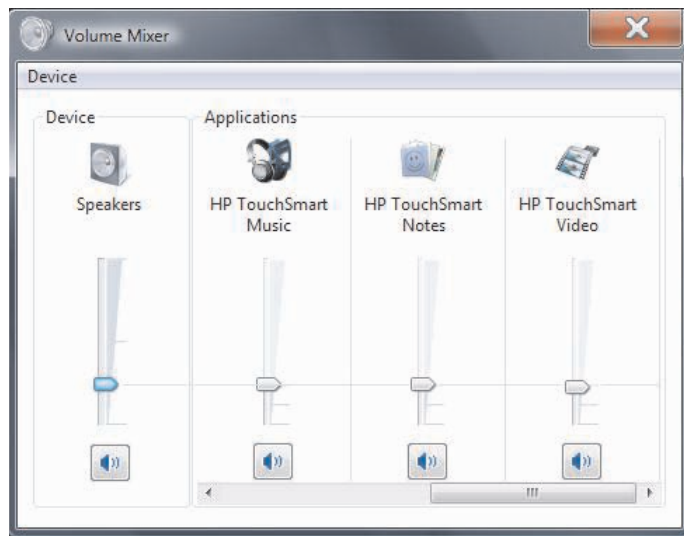 Volume Mixer
Device
Device
Applications
Speakers
HP TouchSmart
Music
HP TouchSmart
Notes
HP TouchSmart
Video